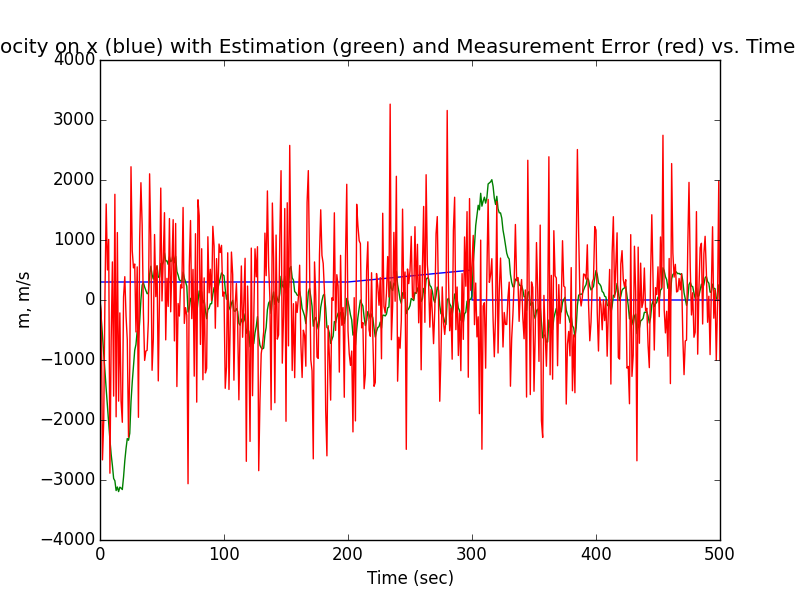 ocity on x (blue) with Estimation (green) and Measurement Error (red) vs. Time
4000
3000
2000
1000
0
−1000
−2000
−3000
−4000
m, m/s
0 100 200 300 400 500
Time (sec)